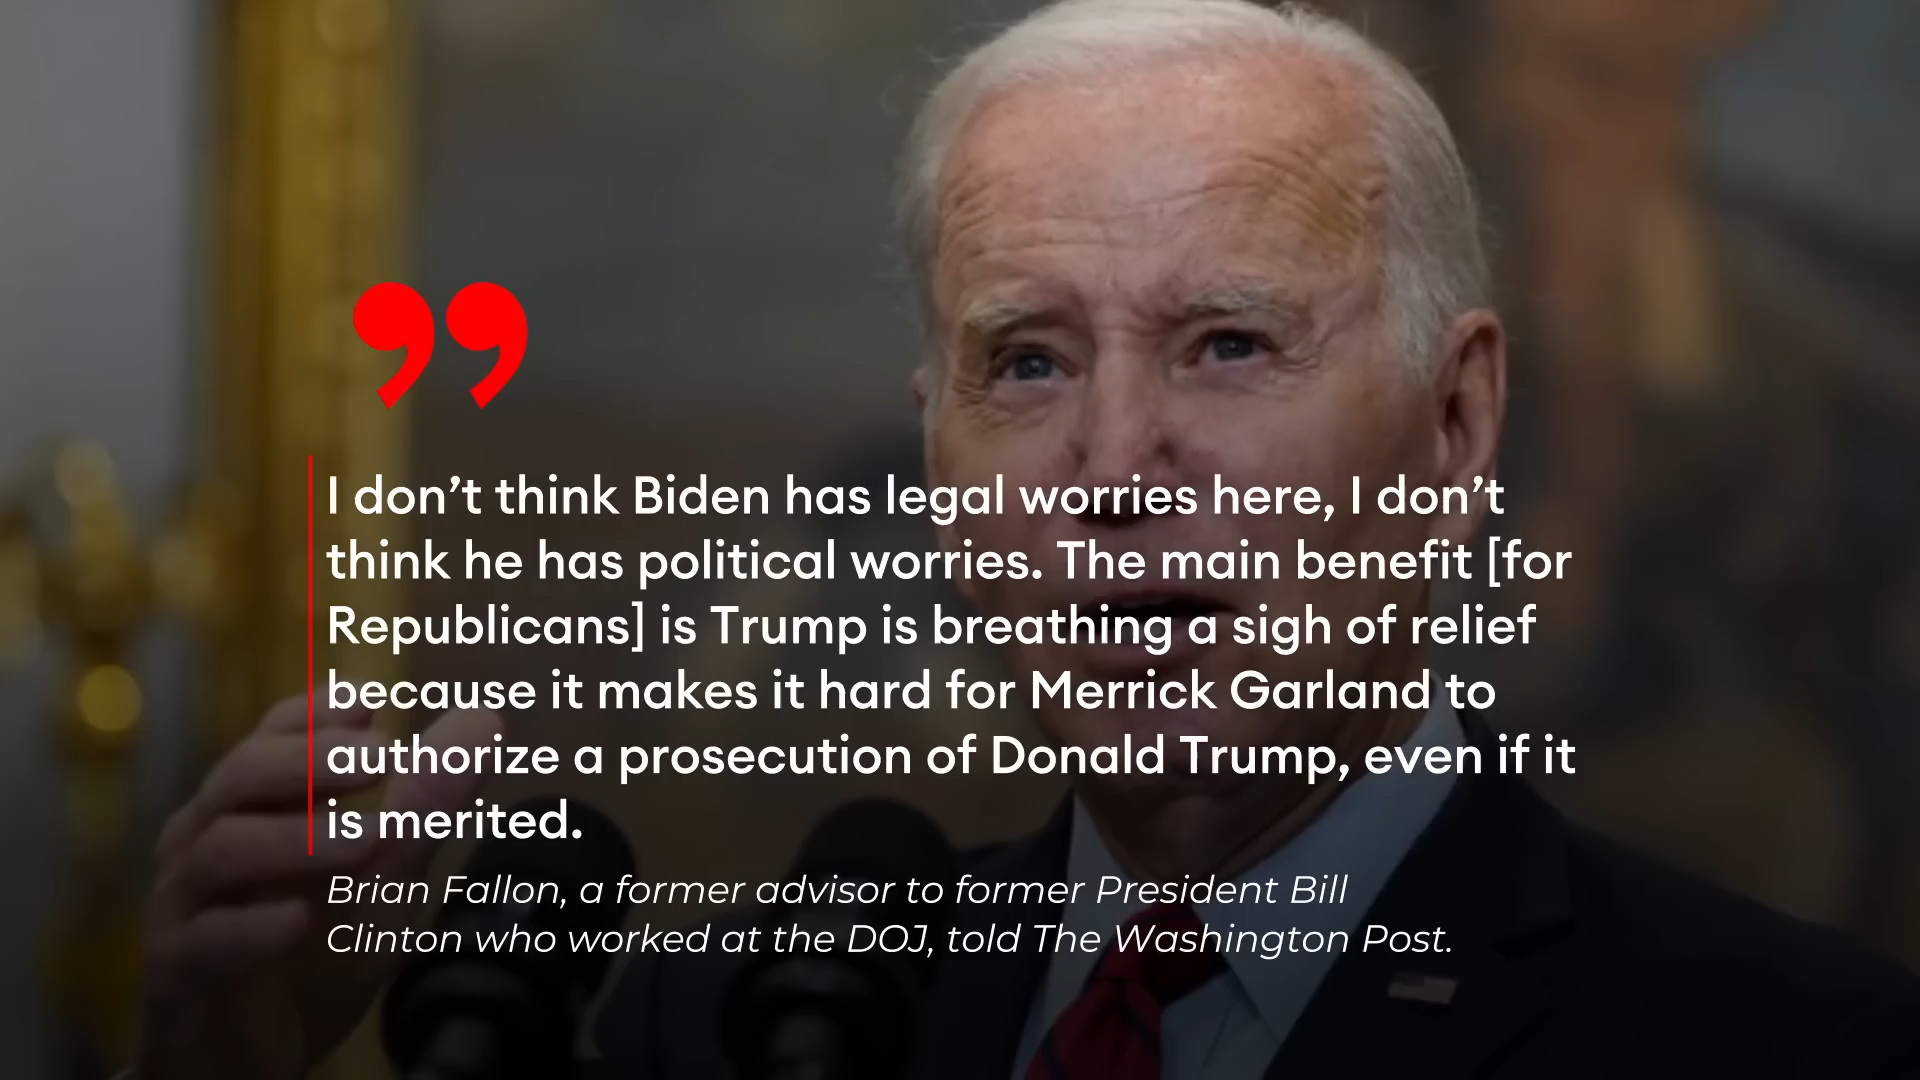 ”
I don’t think Biden has legal worries here, I don’t
think he has political worries. The main benefit [for
Republicans] is Trump is breathing a sigh of relief
because it makes it hard for Merrick Garland to
authorize a prosecution of Donald Trump, even if it
is merited.
Brian Fallon, a former advisor to former President Bill
Clinton who worked at the DOJ, told The Washington Post.